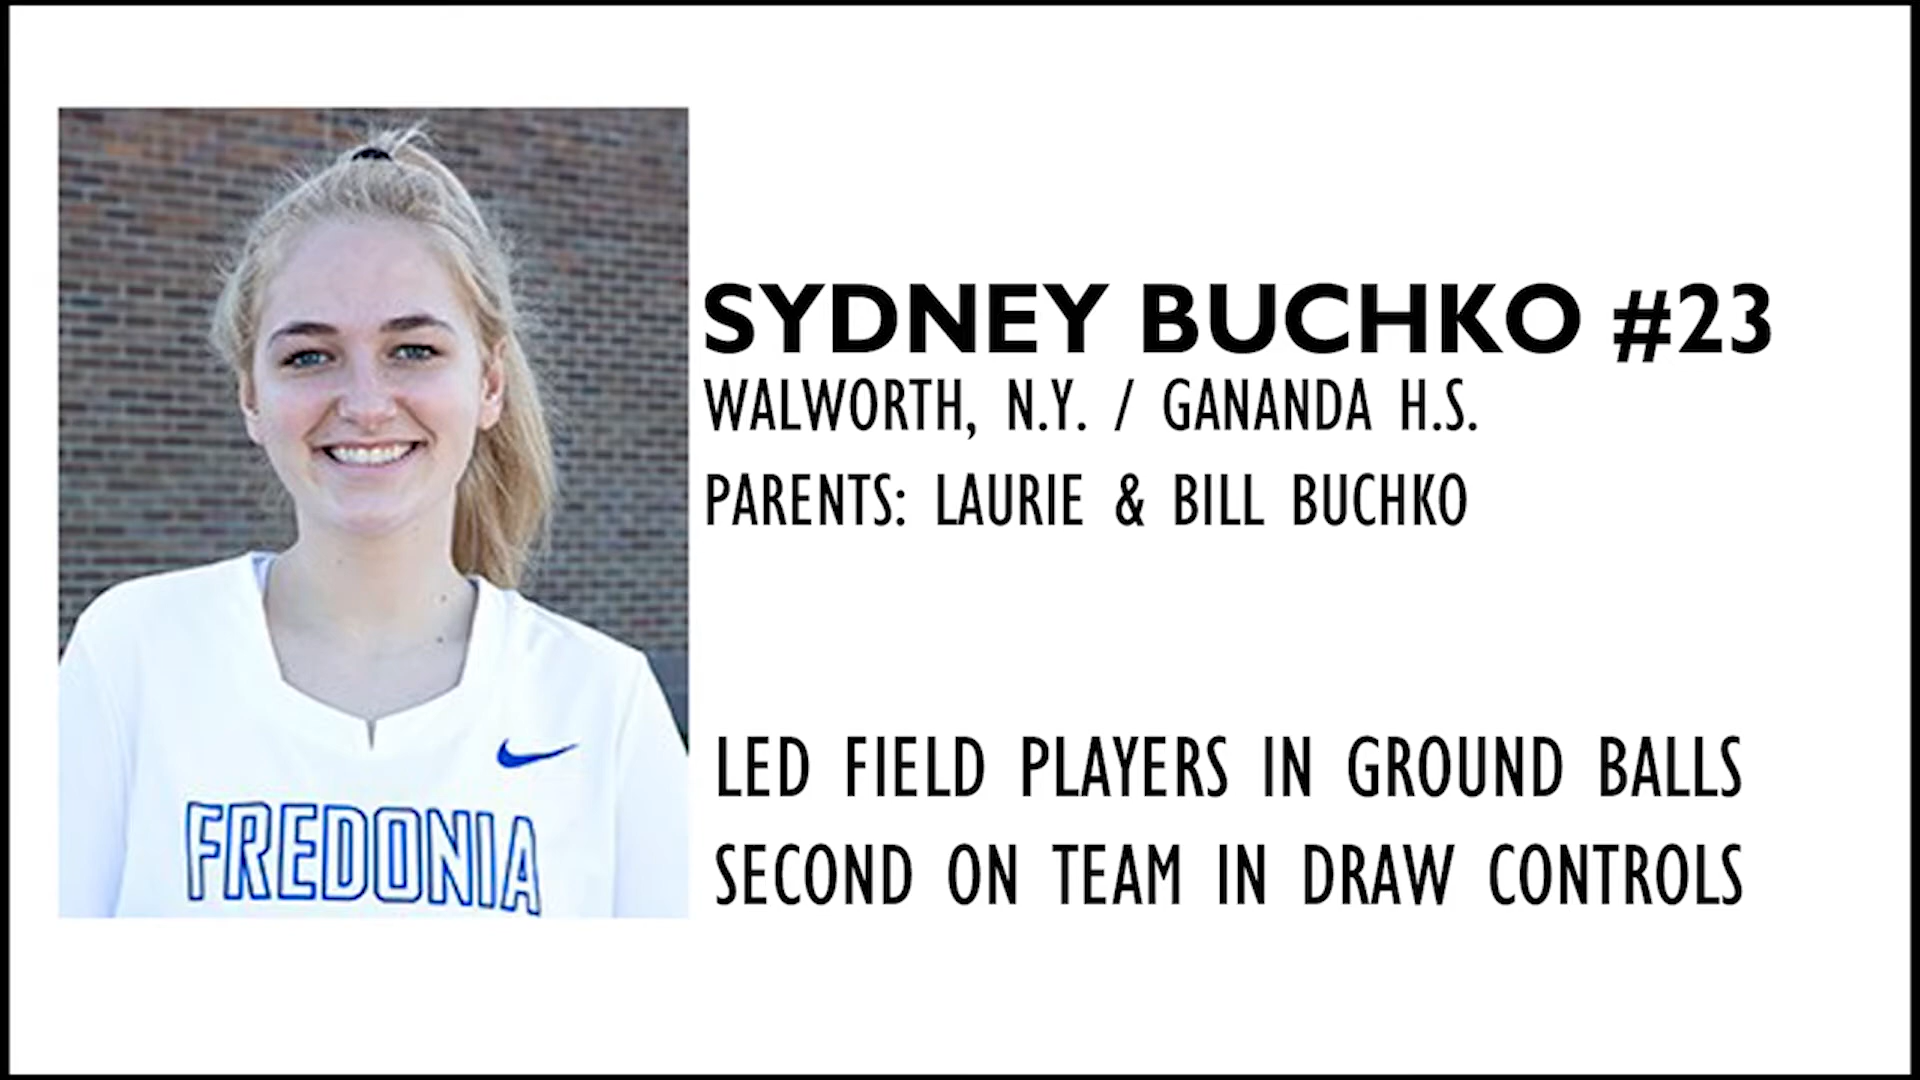 SYDNEY BUCHKO #23
WALWORTH, N.Y. / GANANDA H.S.
PARENTS: LAURIE & BILL BUCHKO
LED FIELD PLAYERS IN GROUND BALLS
SECOND ON TEAM IN DRAW CONTROLS
FREDONIA